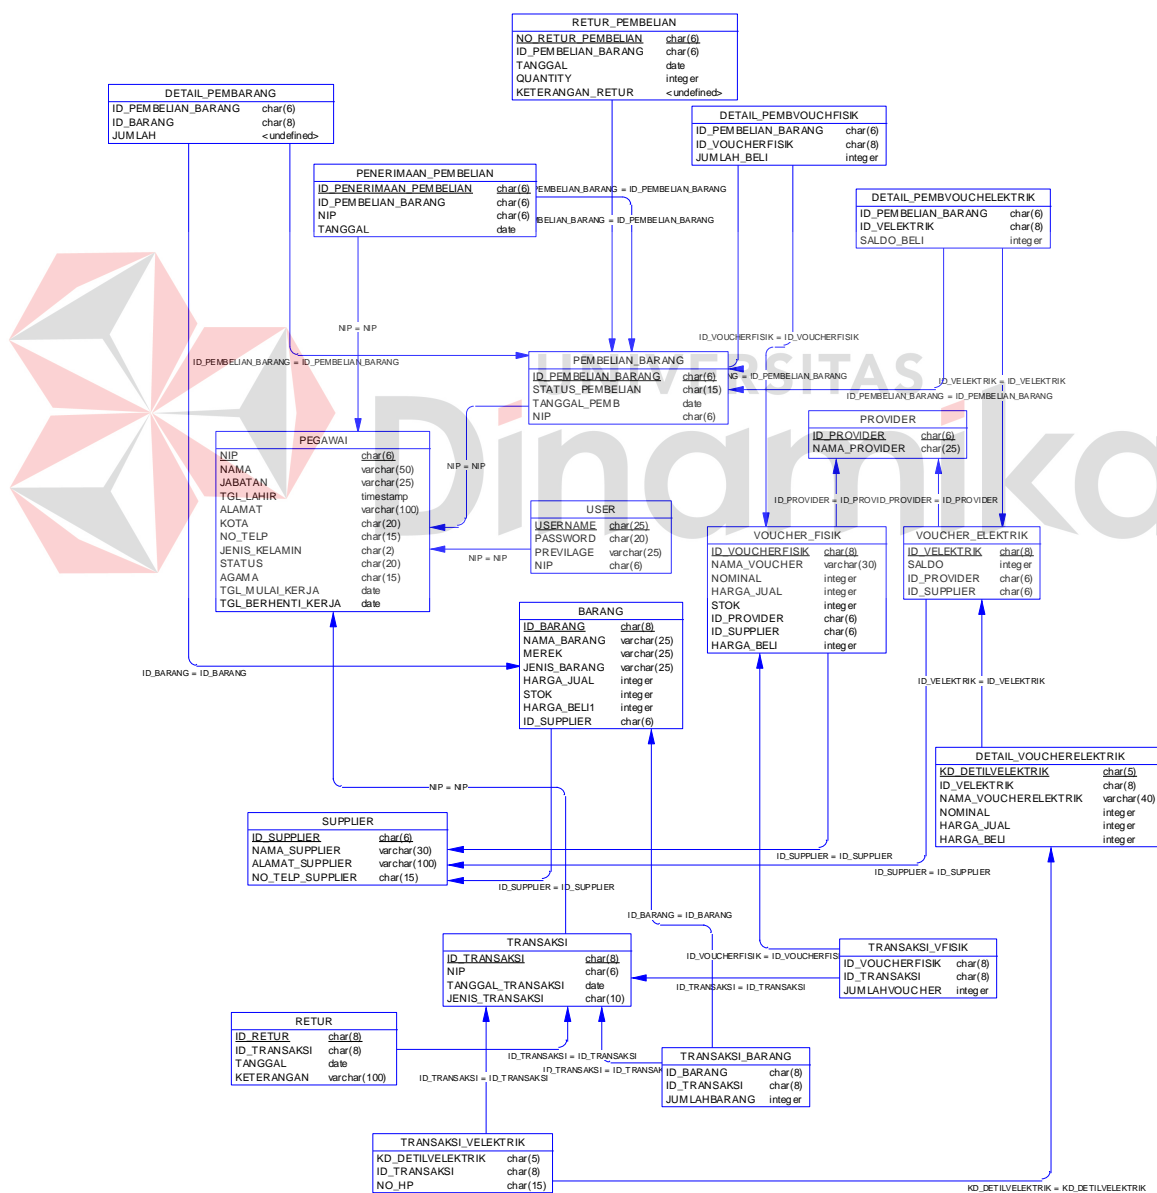 RETUR_PEMBELIAN
NO_RETUR_PEMBELIAN char(6)
ID_PEMBELIAN_BARANG char(6)
TANGGAL date
QUANTITY integer
KETERANGAN_RETUR <undefined>
DETAIL_PEMBARANG
ID_PEMBELIAN_BARANG char(6)
ID_BARANG char(8)
JUMLAH <undefined>
DETAIL_PEMBVOUCHFISIK
ID_PEMBELIAN_BARANG char(6)
ID_VOUCHERFISIK char(8)
JUMLAH_BELI integer
PENERIMAAN_PEMBELIAN
ID_PENERIMAAN_PEMBELIAN char(6)
ID_PEMBELIAN_BARANG char(6)
NIP char(6)
TANGGAL date
PEMBELIAN_BARANG = ID_PEMBELIAN_BARANG
MBELIAN_BARANG = ID_PEMBELIAN_BARANG
DETAIL_PEMBVOUCHELEKTRIK
ID_PEMBELIAN_BARANG char(6)
ID_VELEKTRIK char(8)
SALDO_BELI integer
NIP = NIP
ID_VOUCHERFISIK = ID_VOUCHERFISIK
ID_PEMBELIAN_BARANG = ID_PEMBELIAN_BARANG
UNIVERSITAS
Dinamika
PEMBELIAN_BARANG
ID_PEMBELIAN_BARANG char(6)
STATUS_PEMBELIAN char(15)
TANGGAL_PEMB date
NIP char(6)
NG = ID_PEMBELIAN_BARANG
ID_VELEKTRIK = ID_VELEKTRIK
ID_PEMBELIAN_BARANG = ID_PEMBELIAN_BARANG
PROVIDER
ID_PROVIDER char(6)
NAMA_PROVIDER char(25)
PEGAWAI
NIP char(6)
NAMA varchar(50)
JABATAN varchar(25)
TGL_LAHIR timestamp
ALAMAT varchar(100)
KOTA char(20)
NO_TELP char(15)
JENIS_KELAMIN char(2)
STATUS char(20)
AGAMA char(15)
TGL_MULAI_KERJA date
TGL_BERHENTI_KERJA date
NIP = NIP
ID_PROVIDER = ID_PROVID_PROVIDER = ID_PROVIDER
USER
USERNAME char(25)
PASSWORD char(20)
PREVILAGE varchar(25)
NIP char(6)
NIP = NIP
VOUCHER_FISIK
ID_VOUCHERFISIK char(8)
NAMA_VOUCHER varchar(30)
NOMINAL integer
HARGA_JUAL integer
STOK integer
ID_PROVIDER char(6)
ID_SUPPLIER char(6)
HARGA_BELI integer
VOUCHER_ELEKTRIK
ID_VELEKTRIK char(8)
SALDO integer
ID_PROVIDER char(6)
ID_SUPPLIER char(6)
BARANG
ID_BARANG char(8)
NAMA_BARANG varchar(25)
MEREK varchar(25)
JENIS_BARANG varchar(25)
HARGA_JUAL integer
STOK integer
HARGA_BELI1 integer
ID_SUPPLIER char(6)
ID_BARANG = ID_BARANG
ID_VELEKTRIK = ID_VELEKTRIK
DETAIL_VOUCHERELEKTRIK
KD_DETILVELEKTRIK char(5)
ID_VELEKTRIK char(8)
NAMA_VOUCHERELEKTRIK varchar(40)
NOMINAL integer
HARGA_JUAL integer
HARGA_BELI integer
NIP = NIP
SUPPLIER
ID_SUPPLIER char(6)
NAMA_SUPPLIER varchar(30)
ALAMAT_SUPPLIER varchar(100)
NO_TELP_SUPPLIER char(15)
ID_SUPPLIER = ID_SUPPLIER
ID_SUPPLIER = ID_SUPPLIER
ID_SUPPLIER = ID_SUPPLIER
ID_BARANG = ID_BARANG
TRANSAKSI
ID_TRANSAKSI char(8)
NIP char(6)
TANGGAL_TRANSAKSI date
JENIS_TRANSAKSI char(10)
ID_VOUCHERFISIK = ID_VOUCHERFIS
TRANSAKSI_VFISIK
ID_VOUCHERFISIK char(8)
ID_TRANSAKSI char(8)
JUMLAHVOUCHER integer
ID_TRANSAKSI = ID_TRANSAKSI
RETUR
ID_RETUR char(8)
ID_TRANSAKSI char(8)
TANGGAL date
KETERANGAN varchar(100)
ID_TRANSAKSI = ID_TRANSAKSI
ID_TRANSAKSI = ID_TRANSAK
ID_TRANSAKSI = ID_TRANSAKSI
TRANSAKSI_BARANG
ID_BARANG char(8)
ID_TRANSAKSI char(8)
JUMLAHBARANG integer
TRANSAKSI_VELEKTRIK
KD_DETILVELEKTRIK char(5)
ID_TRANSAKSI char(8)
NO_HP char(15)
KD_DETILVELEKTRIK = KD_DETILVELEKTRIK